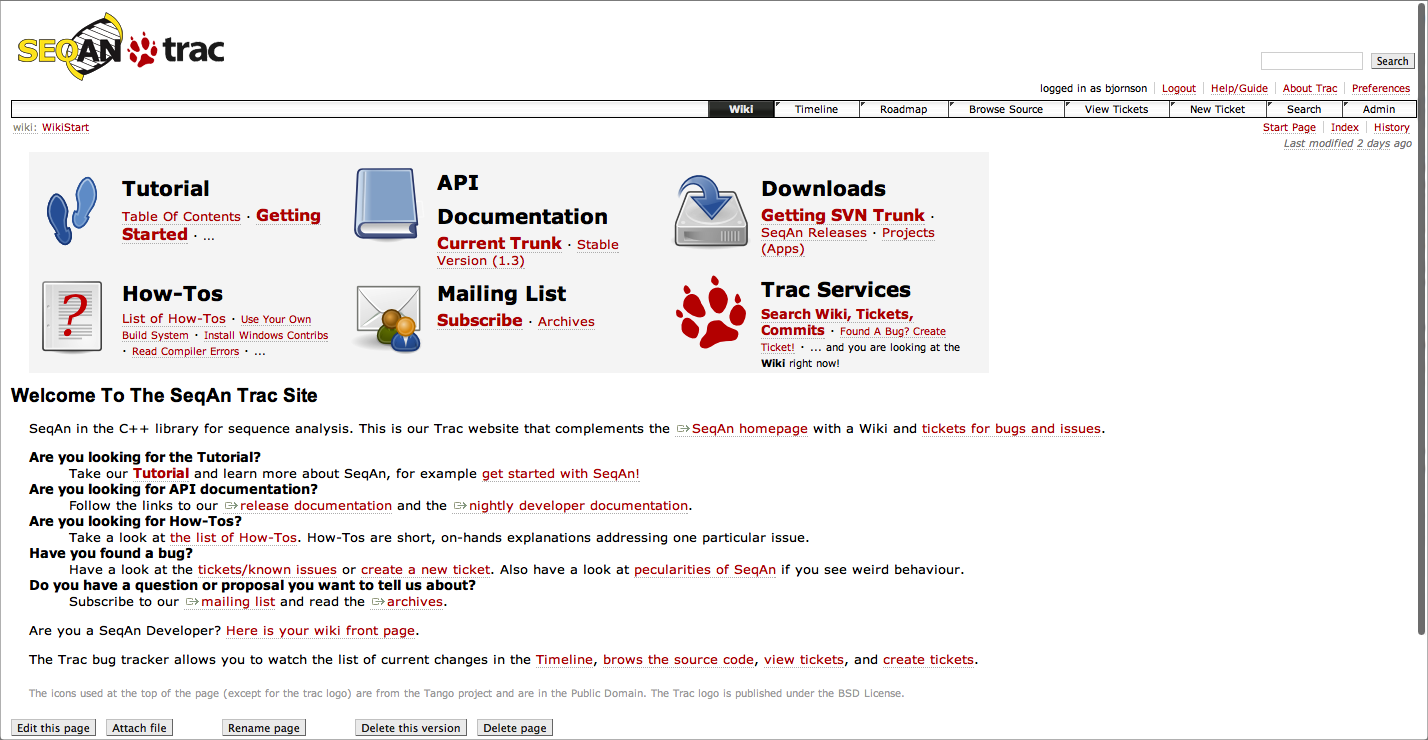 SEQAN trac
Search
logged in as bjornson Logout Help/Guide About Trac Preferences
Wiki Timeline Roadmap Browse Source View Tickets New Ticket Search Admin
wiki: WikiStart
Start Page Index History
Last modified 2 days ago
Tutorial
Table Of Contents · Getting
Started · ...
API
Documentation
Current Trunk · Stable
Version (1.3)
Downloads
Getting SVN Trunk ·
SeqAn Releases · Projects
(Apps)
?
How-Tos
List of How-Tos · Use Your Own
Build System · Install Windows Contribs
· Read Compiler Errors · ...
Mailing List
Subscribe · Archives
Trac Services
Search Wiki, Tickets,
Commits · Found A Bug? Create
Ticket! · ... and you are looking at the
Wiki right now!
Welcome To The SeqAn Trac Site
SeqAn in the C++ library for sequence analysis. This is our Trac website that complements the SeqAn homepage with a Wiki and tickets for bugs and issues.
Are you looking for the Tutorial?
Take our Tutorial and learn more about SeqAn, for example get started with SeqAn!
Are you looking for API documentation?
Follow the links to our release documentation and the nightly developer documentation.
Are you looking for How-Tos?
Take a look at the list of How-Tos. How-Tos are short, on-hands explanations addressing one particular issue.
Have you found a bug?
Have a look at the tickets/known issues or create a new ticket. Also have a look at pecularities of SeqAn if you see weird behaviour.
Do you have a question or proposal you want to tell us about?
Subscribe to our mailing list and read the archives.
Are you a SeqAn Developer? Here is your wiki front page.
The Trac bug tracker allows you to watch the list of current changes in the Timeline, brows the source code, view tickets, and create tickets.
The icons used at the top of the page (except for the trac logo) are from the Tango project and are in the Public Domain. The Trac logo is published under the BSD License.
Edit this page Attach file Rename page Delete this version Delete page